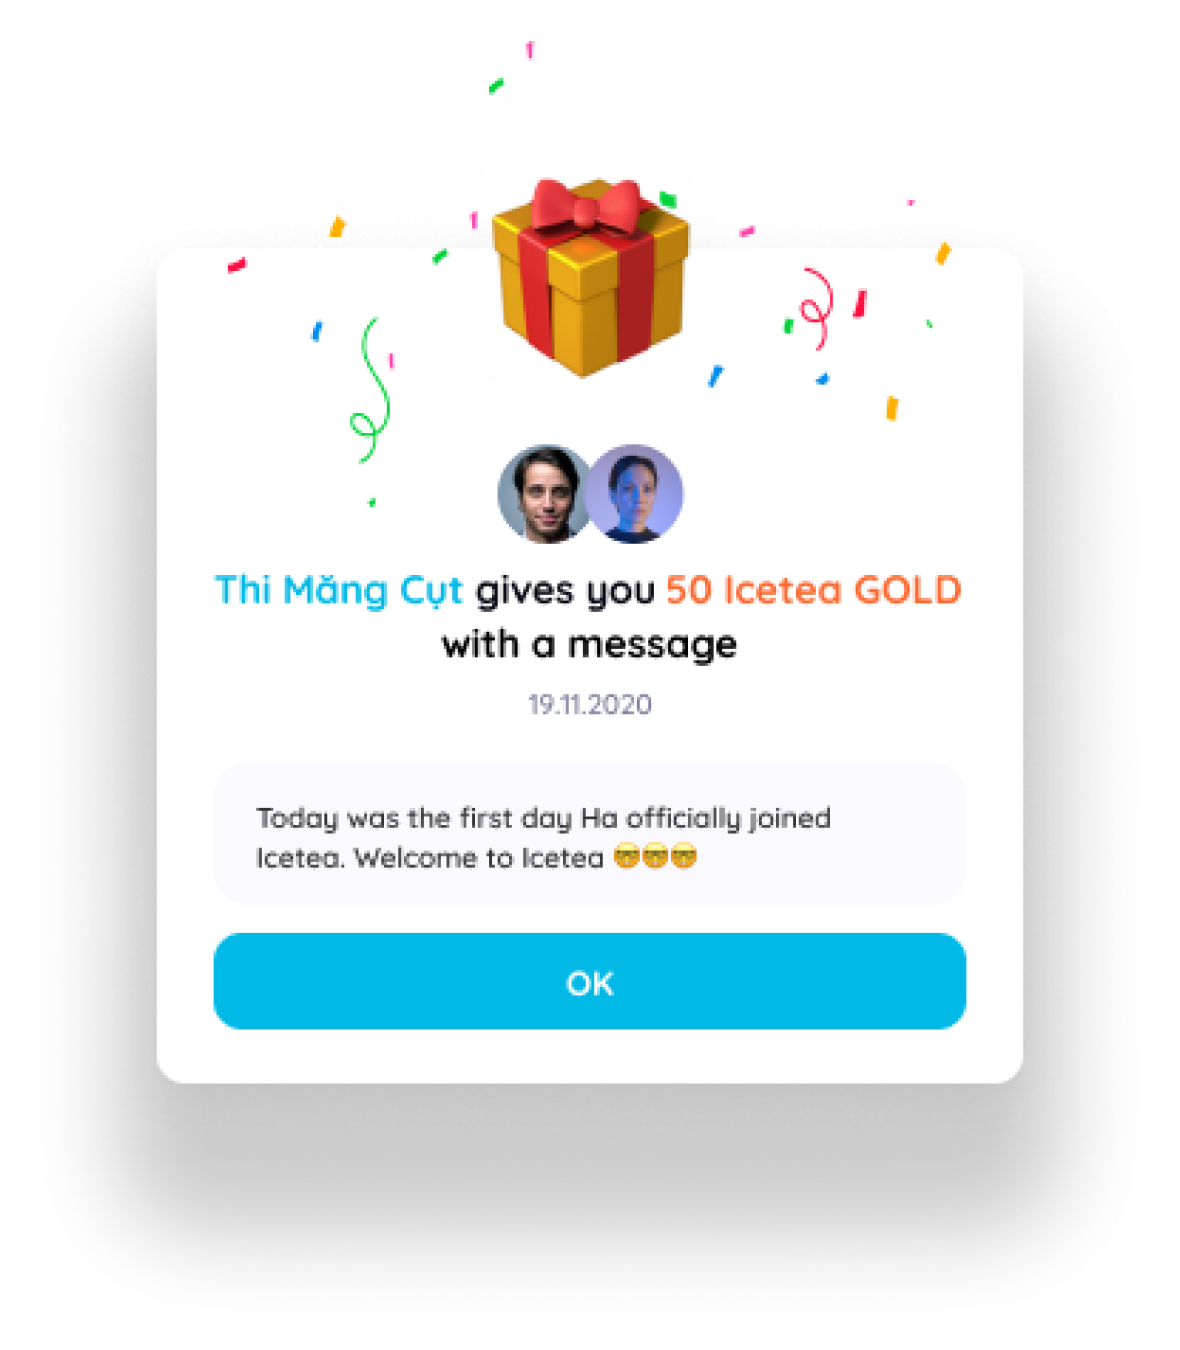 Thi Măng Cụt gives you 50 Icetea GOLD
with a message
19.11.2020
Today was the first day Ha officially joined
Icetea. Welcome to Icetea 🤓🤓🤓
OK